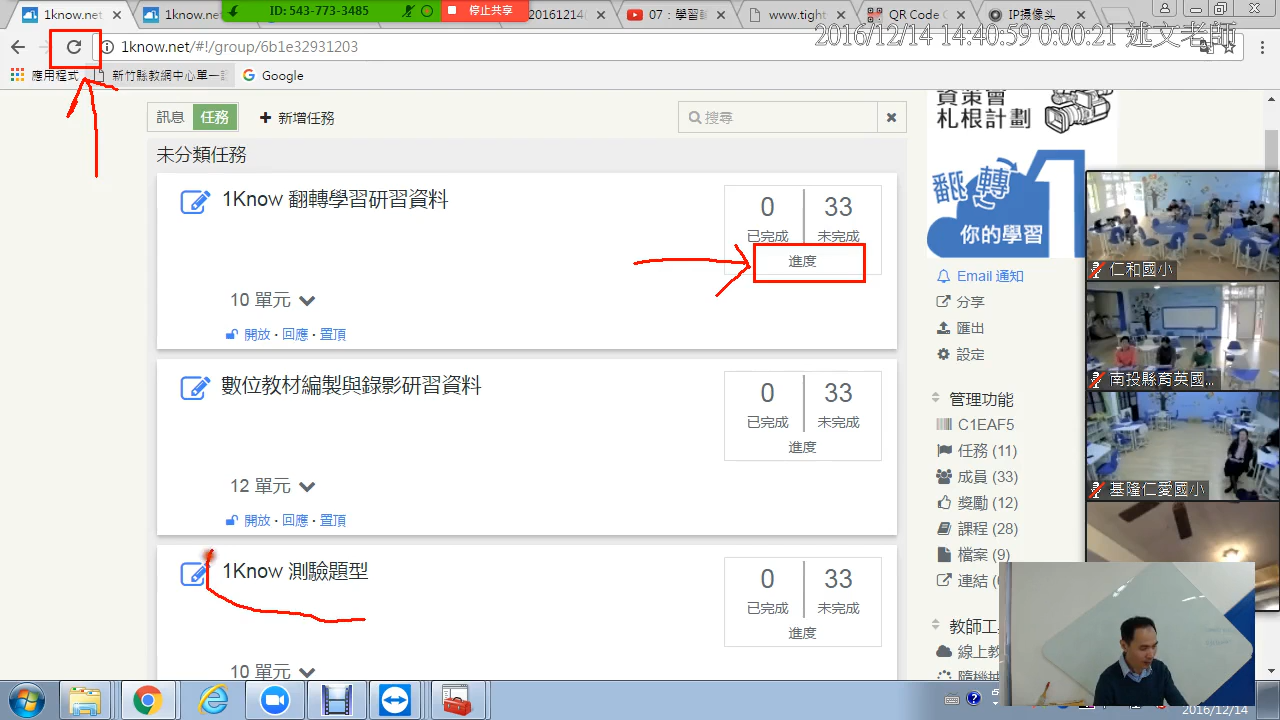 1know.net
1know.ne
ID: 543-773-3485
停止共享
20161214
07 - 學習
www.tight
QR Code
IP摄像头
1know.net/#!/group/6b1e32931203
2016/12/14 14:40:59 0:00:21 述文老師
應用程式
新竹縣教網中心單一
Google
訊息
任務
新增任務
搜尋
資策會
札根計劃
未分類任務
1Know 翻轉學習研習資料
0
33
已完成
未完成
進度
10 單元
開放 · 回應 · 置頂
翻轉
你的學習
仁和國小
Email 通知
分享
匯出
設定
數位教材編製與錄影研習資料
0
33
已完成
未完成
進度
12 單元
開放 · 回應 · 置頂
南投縣育英國...
管理功能
C1EAF5
任務 (11)
成員 (33)
獎勵 (12)
課程 (28)
檔案 (9)
連結
基隆仁愛國小
1Know 測驗題型
0
33
已完成
未完成
進度
10 單元
教師工
線上教
隨機抽
2016/12/14